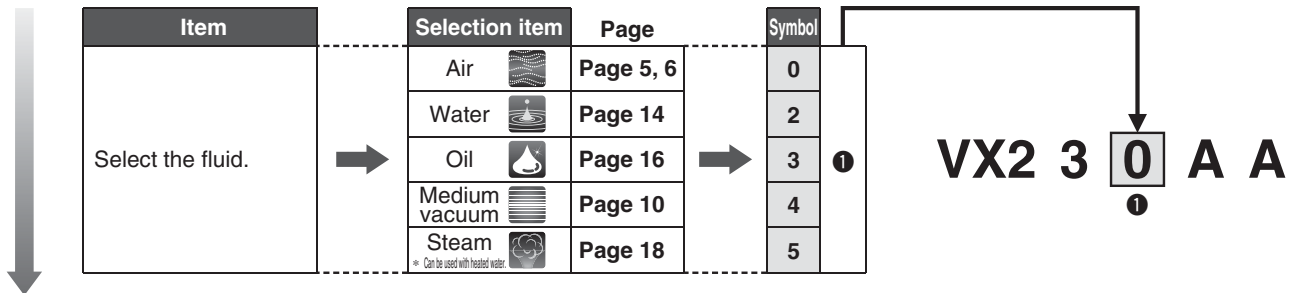 Item Selection item Page Symbol
Select the fluid.
Air Page 5, 6 0
Water Page 14 2
Oil Page 16 3 ❶
Medium vacuum Page 10 4
Steam Page 18 5
* Can be used with heated water.
VX2 3 0 A A
❶